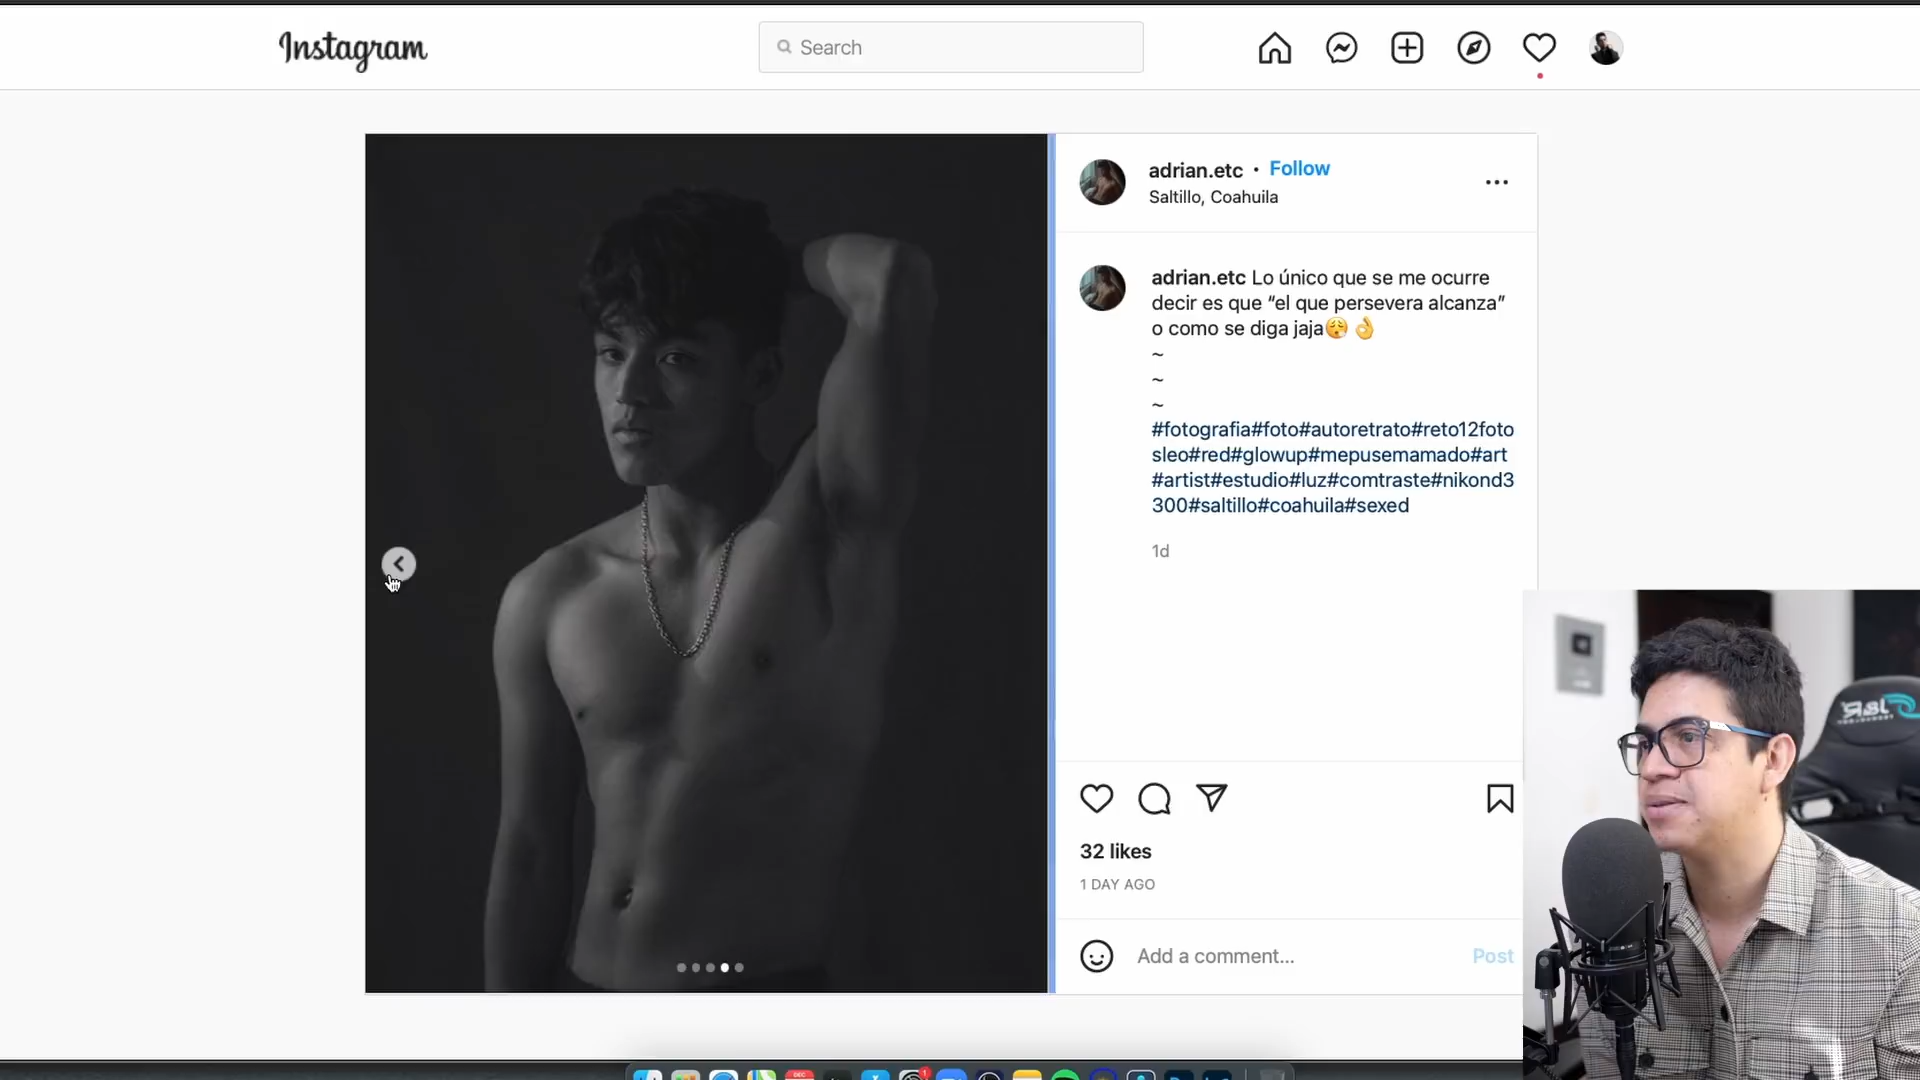 Instagram
Search
adrian.etc • Follow
Saltillo, Coahuila
adrian.etc Lo único que se me ocurre
decir es que “el que persevera alcanza”
o como se diga jaja😮‍💨👌
~
~
~
#fotografia#foto#autoretrato#reto12foto
sleo#red#glowup#mepusemamado#art
#artist#estudio#luz#comtraste#nikond3
300#saltillo#coahuila#sexed
1d
32 likes
1 DAY AGO
Add a comment...
Post